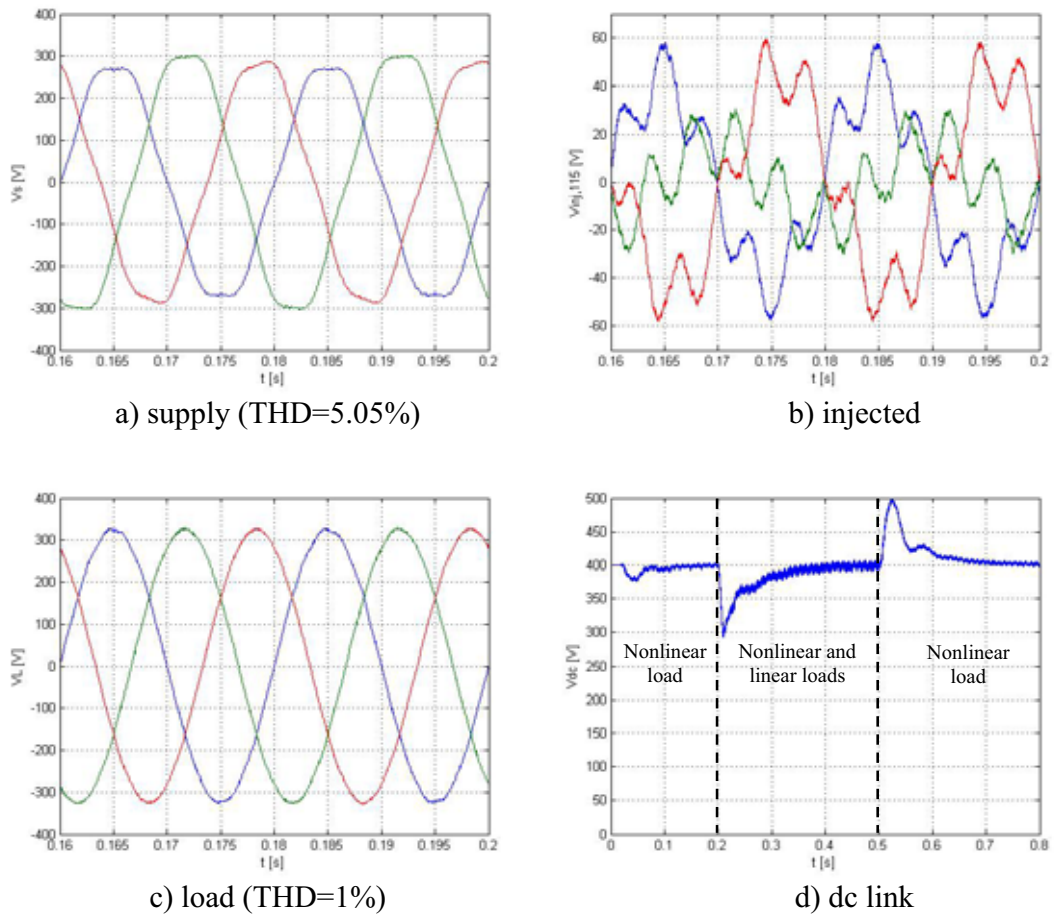 400
300
200
100
0
-100
-200
-300
-400
Vs [V]
0.16 0.165 0.17 0.175 0.18 0.185 0.19 0.195 0.2
t [s]
a) supply (THD=5.05%)
60
40
20
0
-20
-40
-60
Vinj,115 [V]
0.16 0.165 0.17 0.175 0.18 0.185 0.19 0.195 0.2
t [s]
b) injected
400
300
200
100
0
-100
-200
-300
-400
VL [V]
0.16 0.165 0.17 0.175 0.18 0.185 0.19 0.195 0.2
t [s]
c) load (THD=1%)
500
450
400
350
300
250
200
150
100
50
0
Vdc [V]
Nonlinear
load
Nonlinear and
linear loads
Nonlinear
load
0 0.1 0.2 0.3 0.4 0.5 0.6 0.7 0.8
t [s]
d) dc link